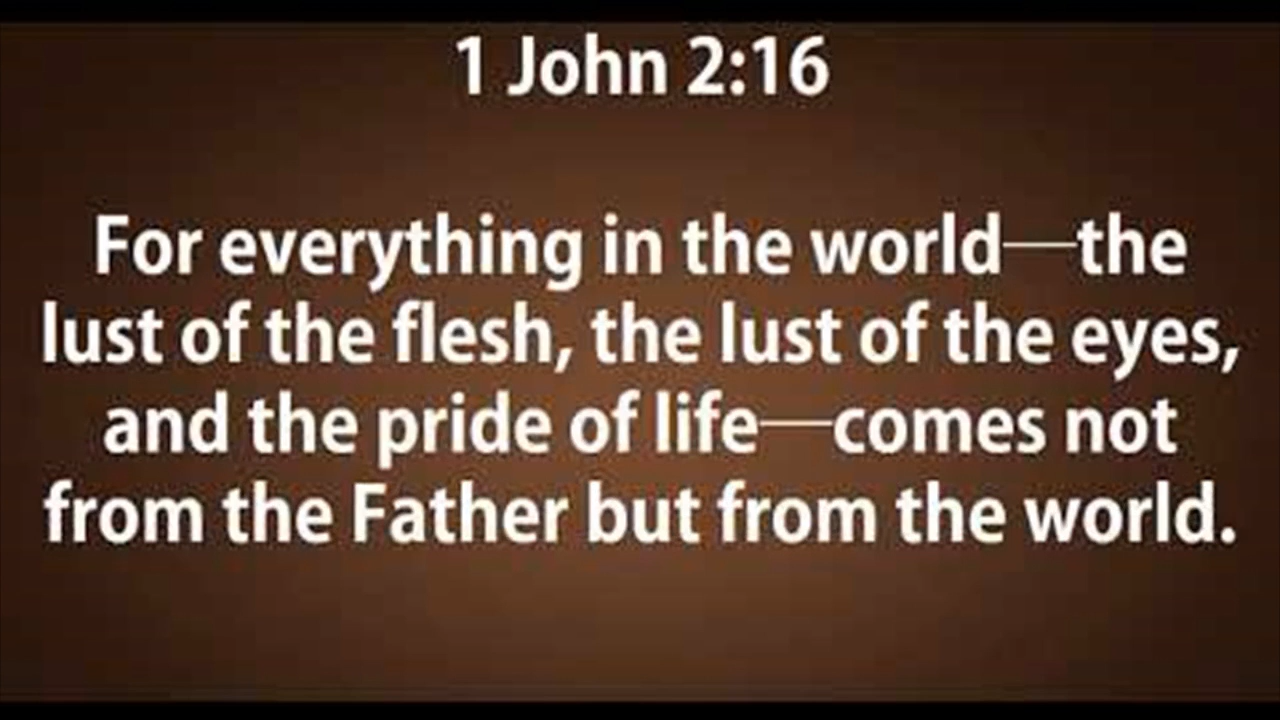 1 John 2:16
For everything in the world—the
lust of the flesh, the lust of the eyes,
and the pride of life—comes not
from the Father but from the world.